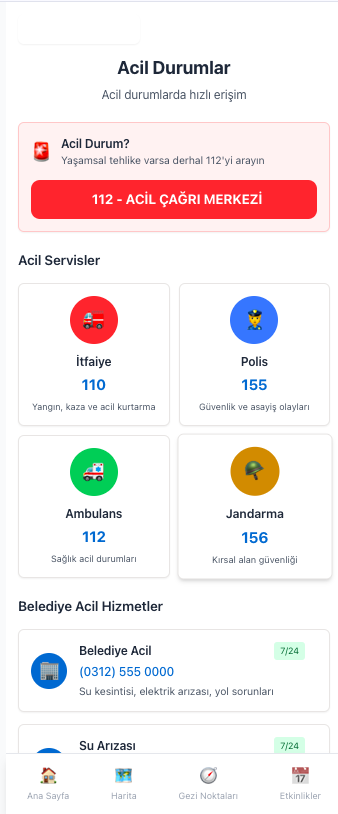 Acil Durumlar
Acil durumlarda hızlı erişim
Acil Durum?
Yaşamsal tehlike varsa derhal 112'yi arayın
112 - ACİL ÇAĞRI MERKEZİ
Acil Servisler
İtfaiye
110
Yangın, kaza ve acil kurtarma
Polis
155
Güvenlik ve asayiş olayları
Ambulans
112
Sağlık acil durumları
Jandarma
156
Kırsal alan güvenliği
Belediye Acil Hizmetler
Belediye Acil
7/24
(0312) 555 0000
Su kesintisi, elektrik arızası, yol sorunları
Su Arızası
7/24
Ana Sayfa
Harita
Gezi Noktaları
Etkinlikler